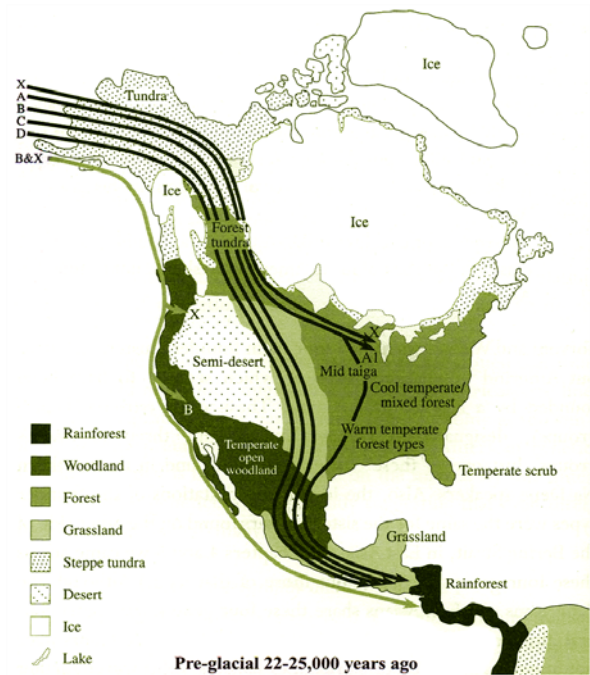 Ice
X
A
B
C
D
Tundra
B&X
Ice
Ice
Forest
tundra
X
X
A1
Semi-desert
Mid taiga
Cool temperate/
mixed forest
B
Warm temperate
forest types
Temperate
open
woodland
Temperate scrub
Rainforest
Woodland
Forest
Grassland
Steppe tundra
Desert
Ice
Lake
Grassland
Rainforest
Pre-glacial 22-25,000 years ago